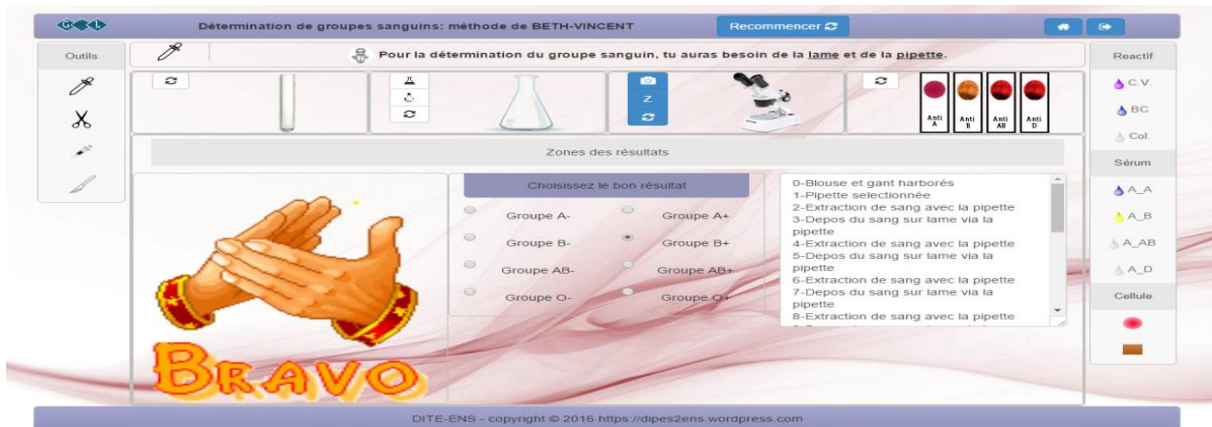 Détermination de groupes sanguins: méthode de BETH-VINCENT
Recommencer
Outils
Pour la détermination du groupe sanguin, tu auras besoin de la lame et de la pipette.
Reactif
C.V.
BC
Col.
Z
Anti A
Anti B
Anti AB
Anti D
Zones des résultats
Sérum
A_A
A_B
A_AB
A_D
Cellule
Choisissez le bon résultat
Groupe A-
Groupe A+
Groupe B-
Groupe B+
Groupe AB-
Groupe AB+
Groupe O-
Groupe O+
0-Blouse et gant harborés
1-Pipette selectionnée
2-Extraction de sang avec la pipette
3-Depos du sang sur lame via la
pipette
4-Extraction de sang avec la pipette
5-Depos du sang sur lame via la
pipette
6-Extraction de sang avec la pipette
7-Depos du sang sur lame via la
pipette
8-Extraction de sang avec la pipette
BRAVO
DITE-ENS - copyright © 2016 https://dipes2ens.wordpress.com